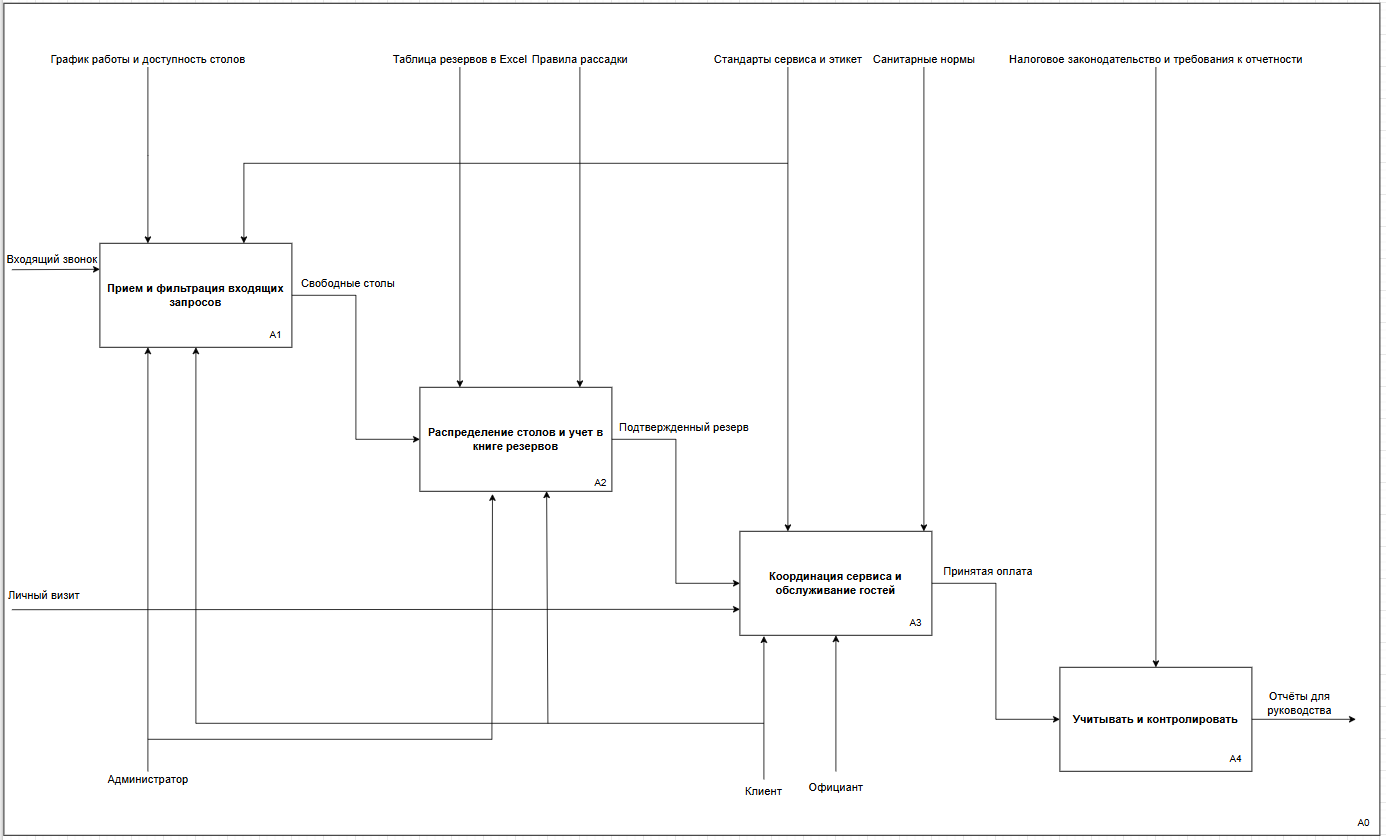 График работы и доступность столов
Таблица резервов в Excel
Правила рассадки
Стандарты сервиса и этикет
Санитарные нормы
Налоговое законодательство и требования к отчетности
Входящий звонок
Прием и фильтрация входящих
запросов
A1
Свободные столы
Распределение столов и учет в
книге резервов
A2
Подтвержденный резерв
Личный визит
Координация сервиса и
обслуживание гостей
A3
Принятая оплата
Учитывать и контролировать
A4
Отчёты для
руководства
Администратор
Клиент
Официант
A0